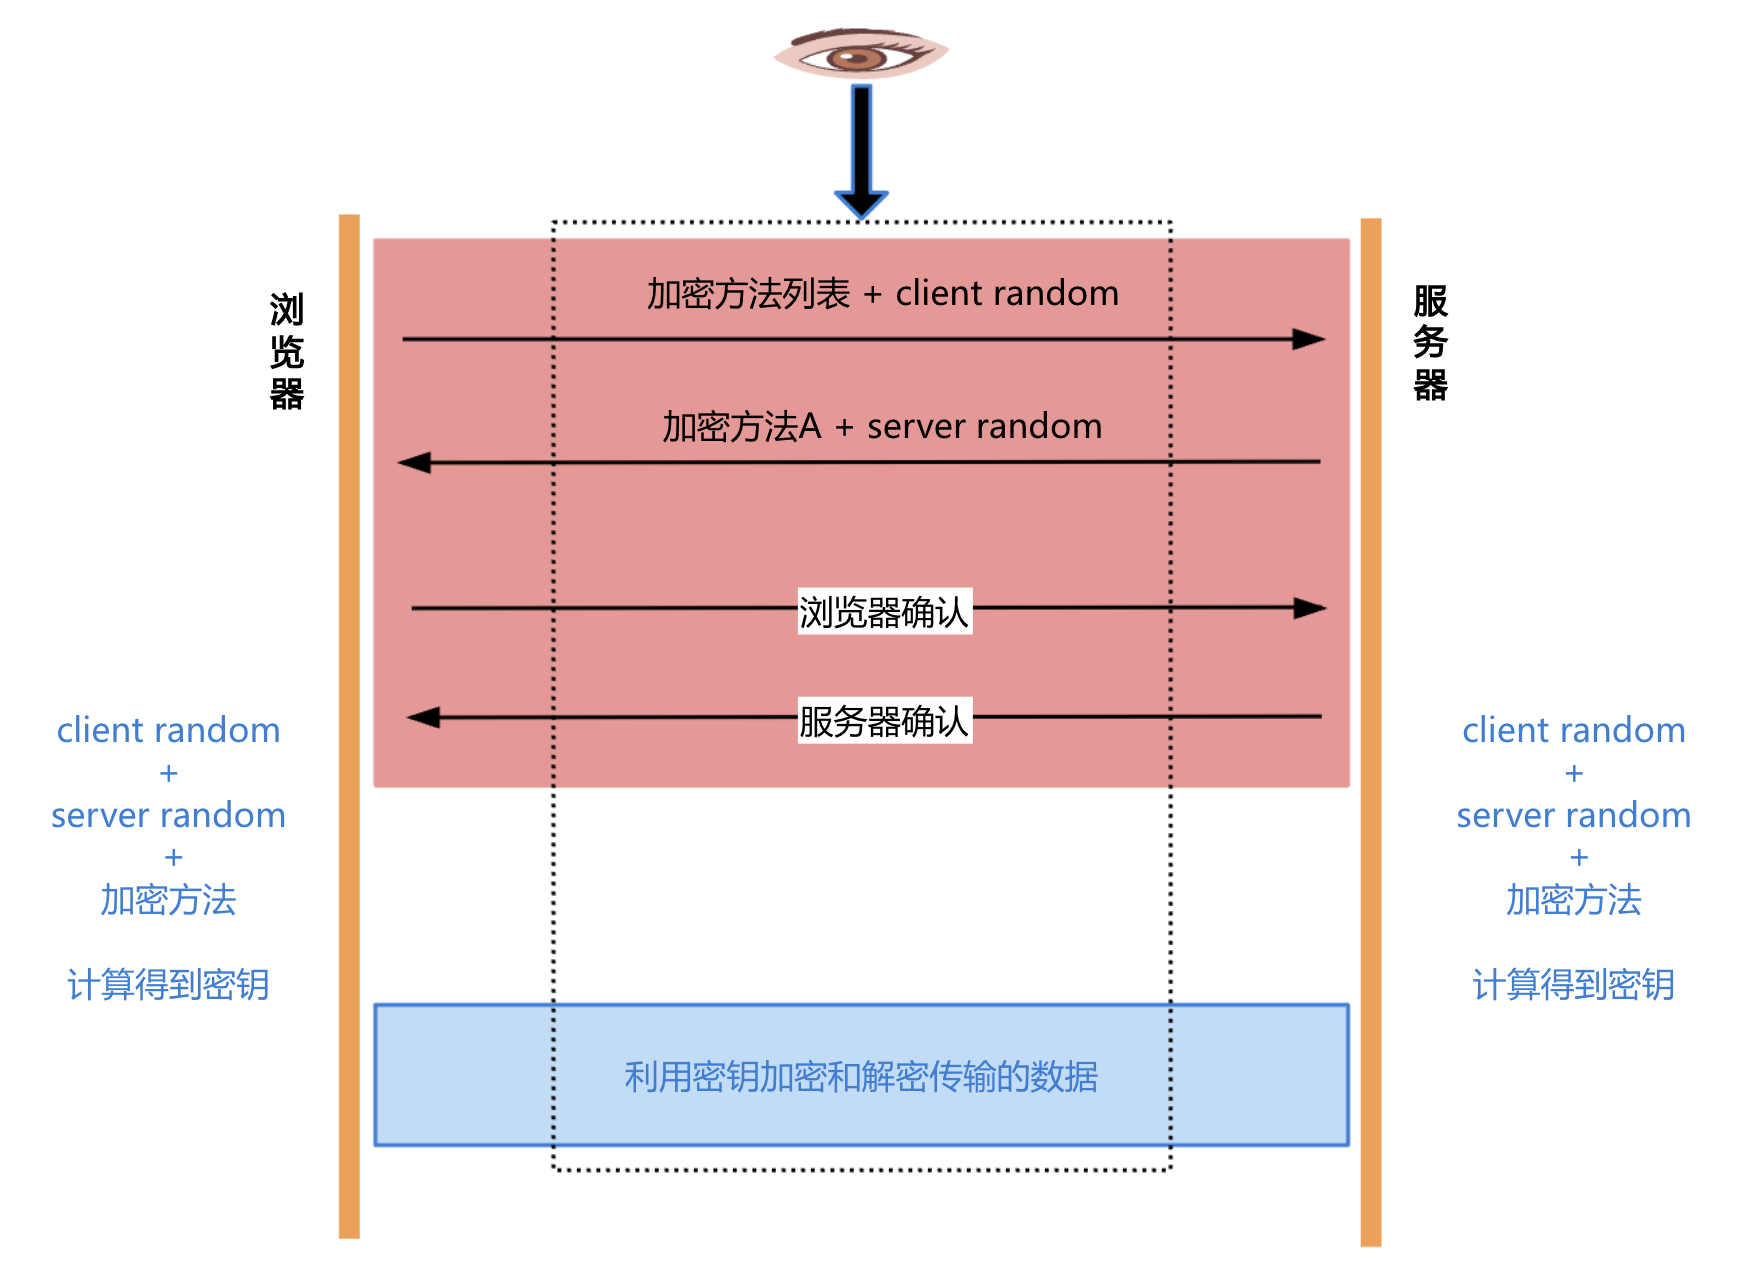 浏览器
服务器
加密方法列表 + client random
加密方法A + server random
浏览器确认
服务器确认
client random
+
server random
+
加密方法
计算得到密钥
client random
+
server random
+
加密方法
计算得到密钥
利用密钥加密和解密传输的数据